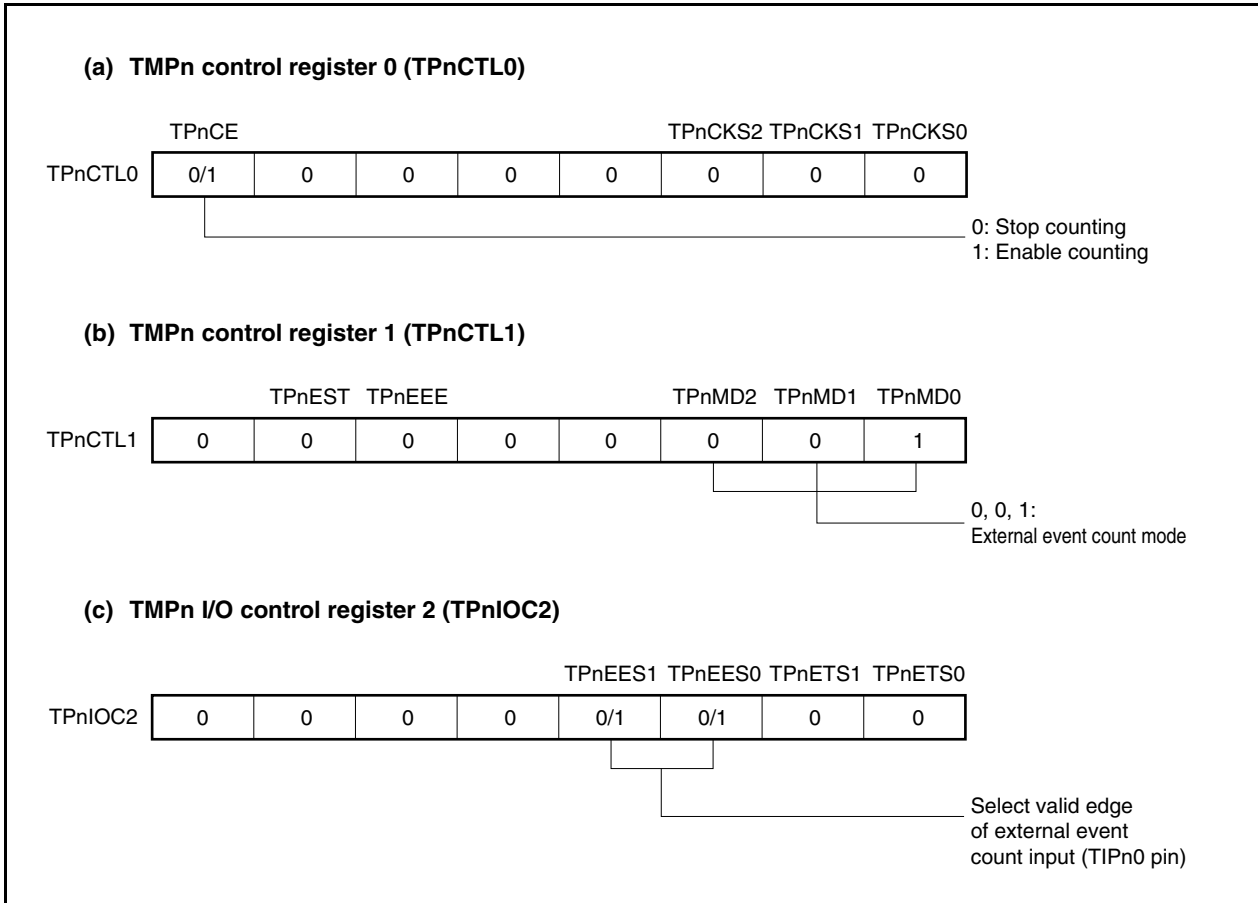 (a) TMPn control register 0 (TPnCTL0)
TPnCE TPnCKS2 TPnCKS1 TPnCKS0
TPnCTL0 0/1 0 0 0 0 0 0 0
0: Stop counting
1: Enable counting
(b) TMPn control register 1 (TPnCTL1)
TPnEST TPnEEE TPnMD2 TPnMD1 TPnMD0
TPnCTL1 0 0 0 0 0 0 0 1
0, 0, 1:
External event count mode
(c) TMPn I/O control register 2 (TPnIOC2)
TPnEES1 TPnEES0 TPnETS1 TPnETS0
TPnIOC2 0 0 0 0 0/1 0/1 0 0
Select valid edge
of external event
count input (TIPn0 pin)